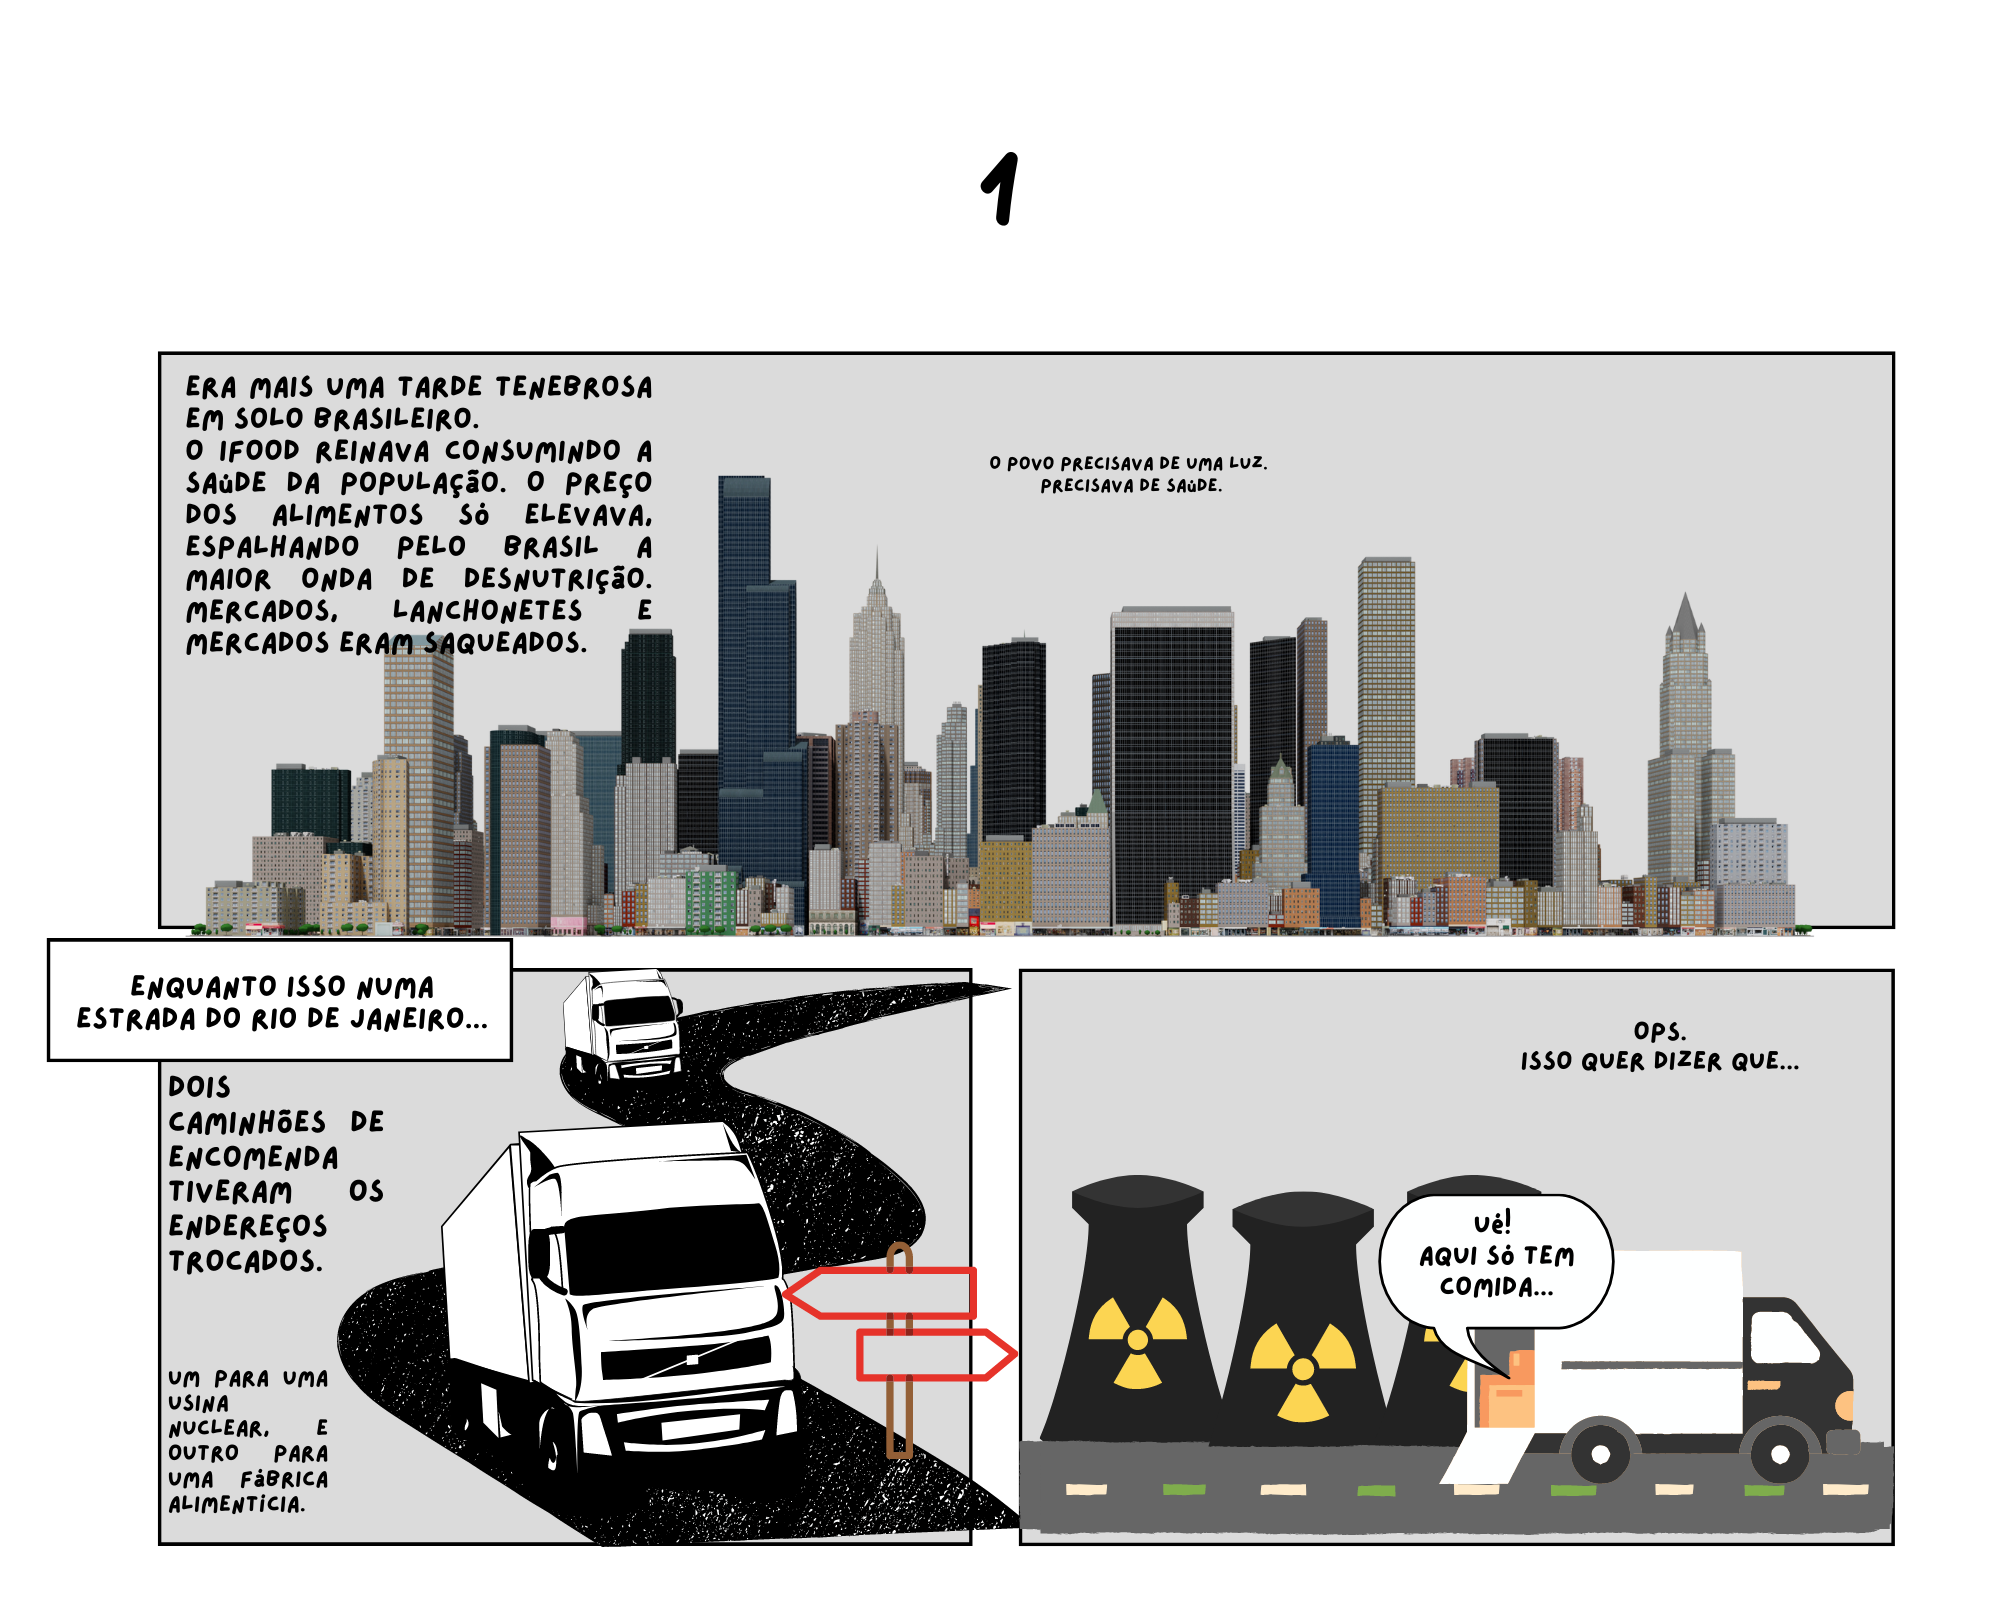 1
ERA MAIS UMA TARDE TENEBROSA
EM SOLO BRASILEIRO.
O IFOOD REINAVA CONSUMINDO A
SAÚDE DA POPULAÇÃO. O PREÇO
DOS ALIMENTOS SÓ ELEVAVA,
ESPALHANDO PELO BRASIL A
MAIOR ONDA DE DESNUTRIÇÃO.
MERCADOS, LANCHONETES E
MERCADOS ERAM SAQUEADOS.
O POVO PRECISAVA DE UMA LUZ.
PRECISAVA DE SAÚDE.
ENQUANTO ISSO NUMA
ESTRADA DO RIO DE JANEIRO...
DOIS
CAMINHÕES DE
ENCOMENDA
TIVERAM OS
ENDEREÇOS
TROCADOS.
UM PARA UMA
USINA
NUCLEAR, E
OUTRO PARA
UMA FÁBRICA
ALIMENTÍCIA.
OPS.
ISSO QUER DIZER QUE...
UÉ!
AQUI SÓ TEM
COMIDA...